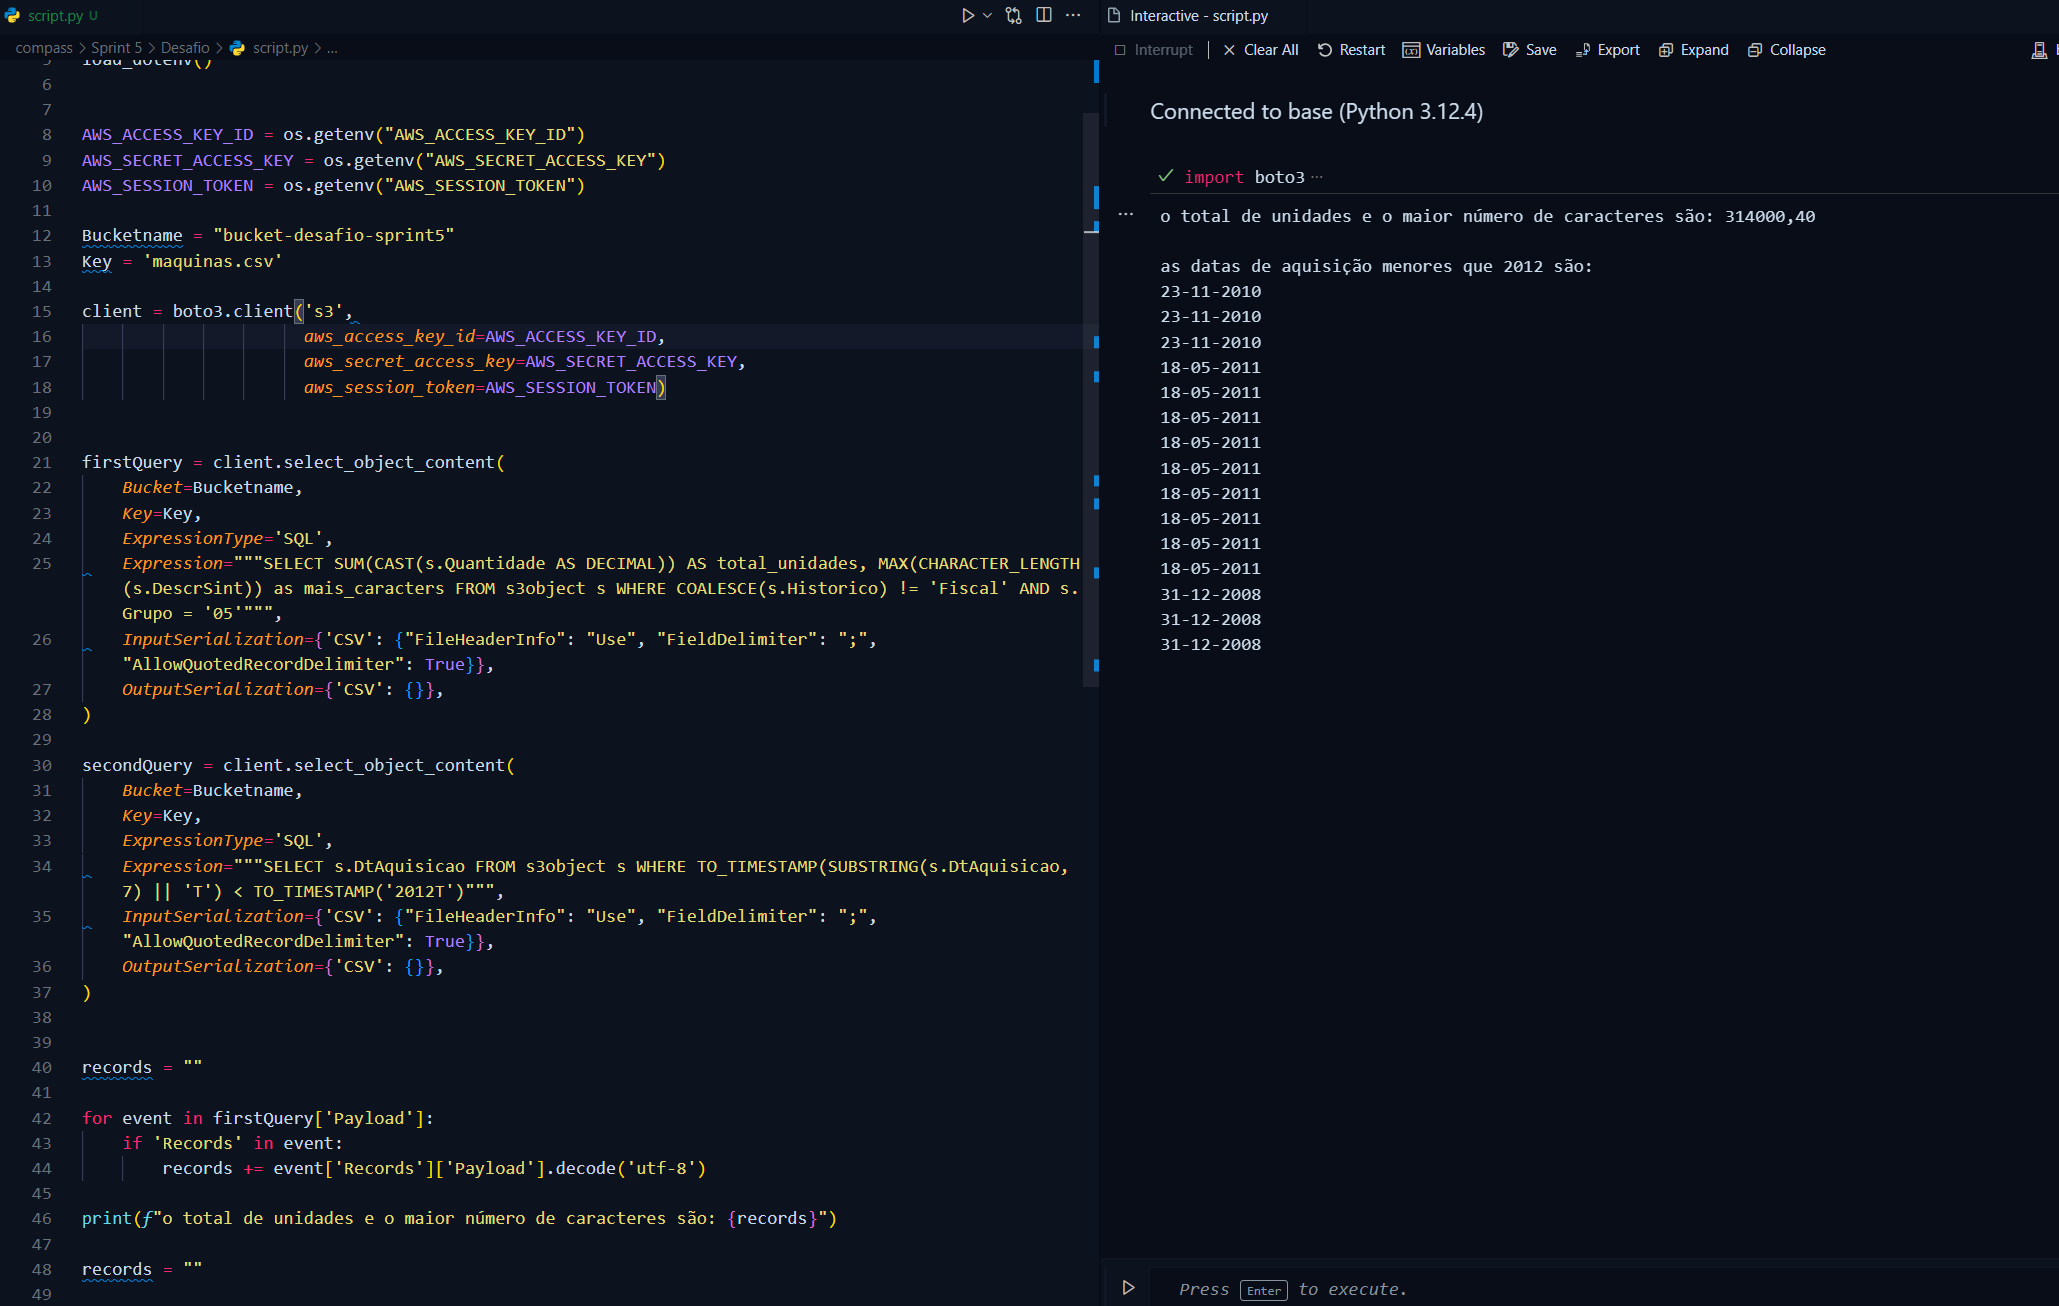 script.py U
compass > Sprint 5 > Desafio > script.py > ...
5 load_dotenv()
6
7
8 AWS_ACCESS_KEY_ID = os.getenv("AWS_ACCESS_KEY_ID")
9 AWS_SECRET_ACCESS_KEY = os.getenv("AWS_SECRET_ACCESS_KEY")
10 AWS_SESSION_TOKEN = os.getenv("AWS_SESSION_TOKEN")
11
12 Bucketname = "bucket-desafio-sprint5"
13 Key = 'maquinas.csv'
14
15 client = boto3.client('s3',
16 aws_access_key_id=AWS_ACCESS_KEY_ID,
17 aws_secret_access_key=AWS_SECRET_ACCESS_KEY,
18 aws_session_token=AWS_SESSION_TOKEN)
19
20
21 firstQuery = client.select_object_content(
22 Bucket=Bucketname,
23 Key=Key,
24 ExpressionType='SQL',
25 Expression="""SELECT SUM(CAST(s.Quantidade AS DECIMAL)) AS total_unidades, MAX(CHARACTER_LENGTH
(s.DescrSint)) as mais_caracters FROM s3object s WHERE COALESCE(s.Historico) != 'Fiscal' AND s.
Grupo = '05'""",
26 InputSerialization={'CSV': {"FileHeaderInfo": "Use", "FieldDelimiter": ";",
"AllowQuotedRecordDelimiter": True}},
27 OutputSerialization={'CSV': {}},
28 )
29
30 secondQuery = client.select_object_content(
31 Bucket=Bucketname,
32 Key=Key,
33 ExpressionType='SQL',
34 Expression="""SELECT s.DtAquisicao FROM s3object s WHERE TO_TIMESTAMP(SUBSTRING(s.DtAquisicao,
7) || 'T') < TO_TIMESTAMP('2012T')""",
35 InputSerialization={'CSV': {"FileHeaderInfo": "Use", "FieldDelimiter": ";",
"AllowQuotedRecordDelimiter": True}},
36 OutputSerialization={'CSV': {}},
37 )
38
39
40 records = ""
41
42 for event in firstQuery['Payload']:
43 if 'Records' in event:
44 records += event['Records']['Payload'].decode('utf-8')
45
46 print(f"o total de unidades e o maior número de caracteres são: {records}")
47
48 records = ""
49
Interactive - script.py
Interrupt | Clear All Restart Variables Save Export Expand Collapse
Connected to base (Python 3.12.4)
import boto3 ...
o total de unidades e o maior número de caracteres são: 314000,40
as datas de aquisição menores que 2012 são:
23-11-2010
23-11-2010
23-11-2010
18-05-2011
18-05-2011
18-05-2011
18-05-2011
18-05-2011
18-05-2011
18-05-2011
18-05-2011
18-05-2011
31-12-2008
31-12-2008
31-12-2008
Press Enter to execute.